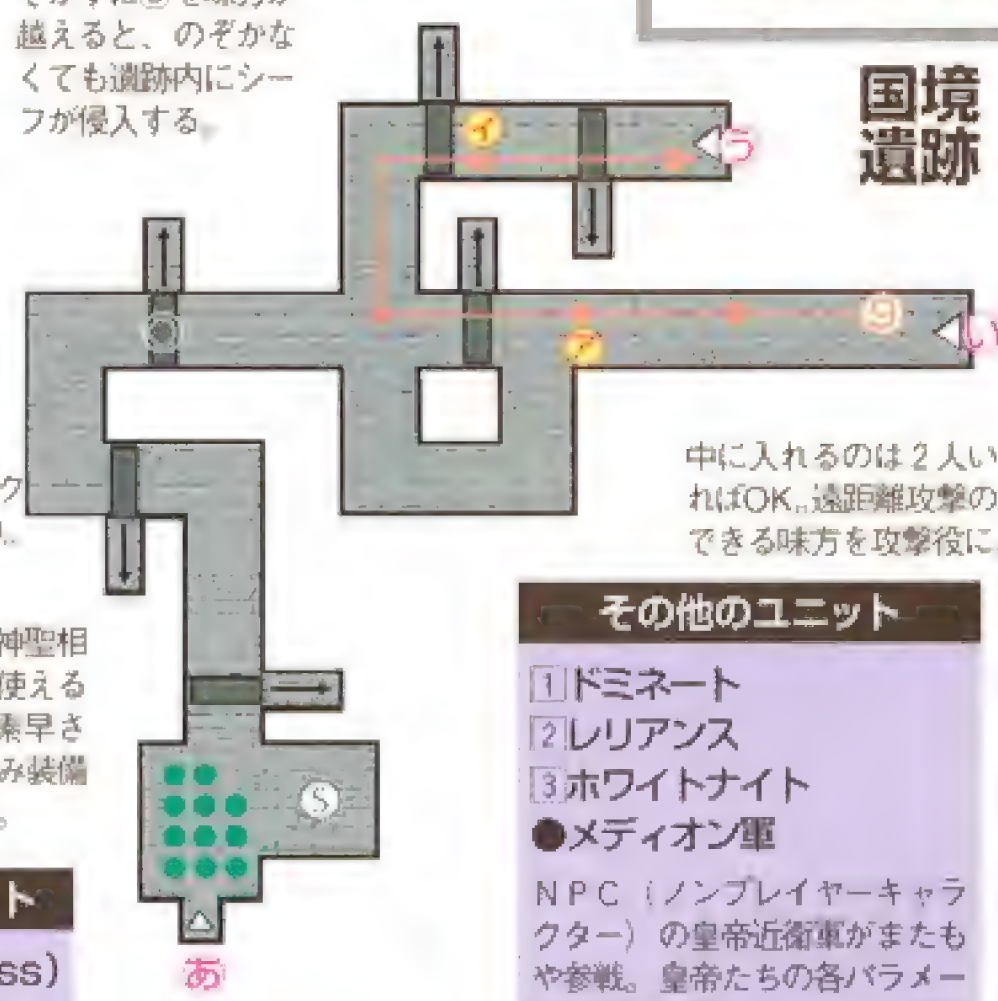 越えると、のぞかな
くても遺跡内にシー
フが侵入する。
国境
遺跡
イ
う
ア
い
中に入れるのは2人い
ればOK。遠距離攻撃の
できる味方を攻撃役に。
ク
神聖相
使える
素早さ
み装備
。
その他のユニット
1ドミネート
2レリアンス
3ホワイトナイト
●メディオン軍
NPC(ノンプレイヤーキャラ
クター)の皇帝近衛軍がまたも
や参戦。皇帝たちの各パラメー
S
あ
ト
ss)